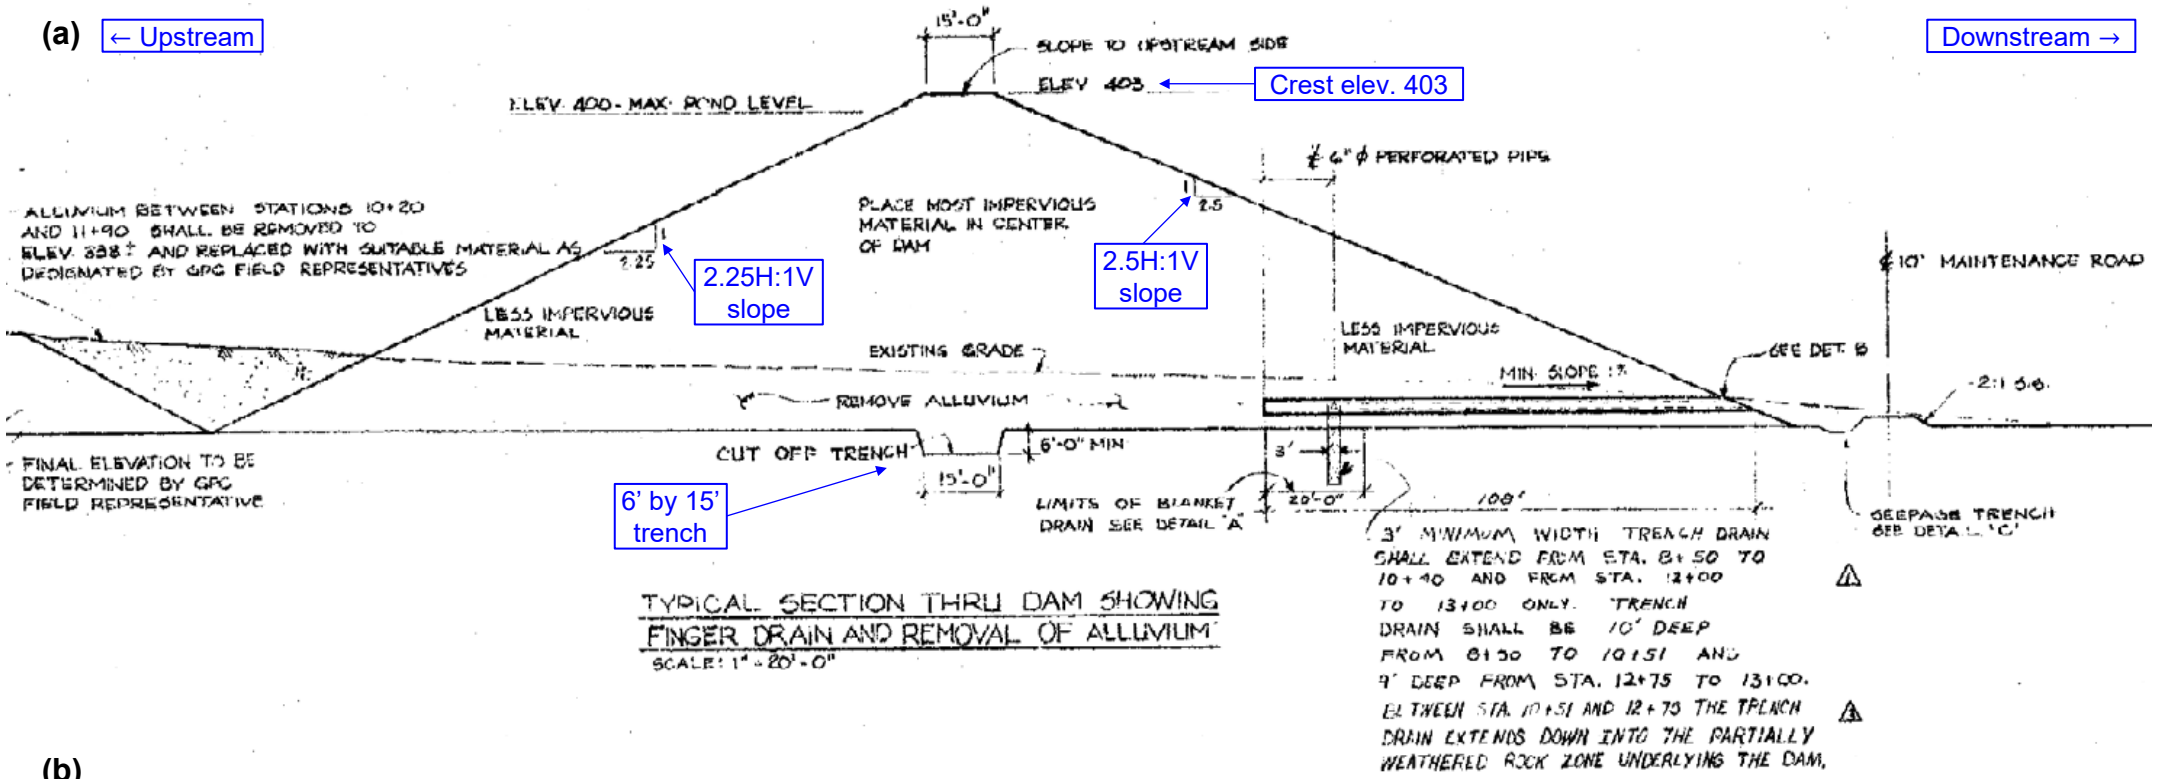 (a)
← Upstream
Downstream →
15'-0"
SLOPE TO UPSTREAM SIDE
ELEV 403
Crest elev. 403
ELEV. 400 - MAX. POND LEVEL
℄ 6" ϕ PERFORATED PIPE
ALLUVIUM BETWEEN STATIONS 10+20
AND 11+90 SHALL BE REMOVED TO
ELEV. 338± AND REPLACED WITH SUITABLE MATERIAL AS
DESIGNATED BY GPC FIELD REPRESENTATIVES
1
2.25
2.25H:1V
slope
PLACE MOST IMPERVIOUS
MATERIAL IN CENTER
OF DAM
1
2.5
2.5H:1V
slope
℄ 10' MAINTENANCE ROAD
LESS IMPERVIOUS
MATERIAL
LESS IMPERVIOUS
MATERIAL
EXISTING GRADE
SEE DET. B
MIN. SLOPE 1%
2:1 S.S.
REMOVE ALLUVIUM
CUT OFF TRENCH
6'-0" MIN
15'-0"
6' by 15'
trench
3'
20'-0"
100'
FINAL ELEVATION TO BE
DETERMINED BY GPC
FIELD REPRESENTATIVE
LIMITS OF BLANKET
DRAIN SEE DETAIL "A"
SEEPAGE TRENCH
SEE DETAIL "C"
3' MINIMUM WIDTH TRENCH DRAIN
SHALL EXTEND FROM STA. 8+50 TO
10+90 AND FROM STA. 12+00
TO 13+00 ONLY. TRENCH
DRAIN SHALL BE 10' DEEP
FROM 8+50 TO 10+51 AND
9' DEEP FROM STA. 12+75 TO 13+00.
BETWEEN STA. 10+51 AND 12+75 THE TRENCH
DRAIN EXTENDS DOWN INTO THE PARTIALLY
WEATHERED ROCK ZONE UNDERLYING THE DAM.
TYPICAL SECTION THRU DAM SHOWING
FINGER DRAIN AND REMOVAL OF ALLUVIUM
SCALE: 1" = 20'-0"
(b)